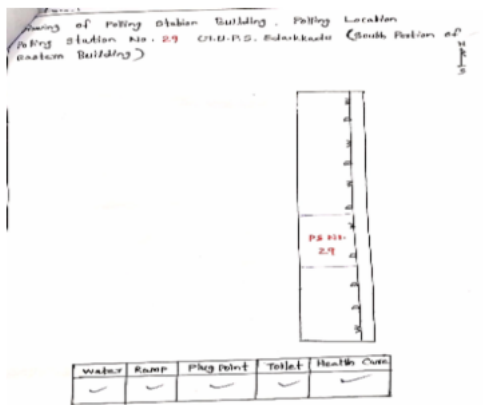 Drawing of Polling Station Building. Polling Location
Polling Station No. 29 U.P.S. Edakkadu (South Portion of
Eastern Building)
N
S
PS No.
29
Water Ramp Plug Point Toilet Health Care